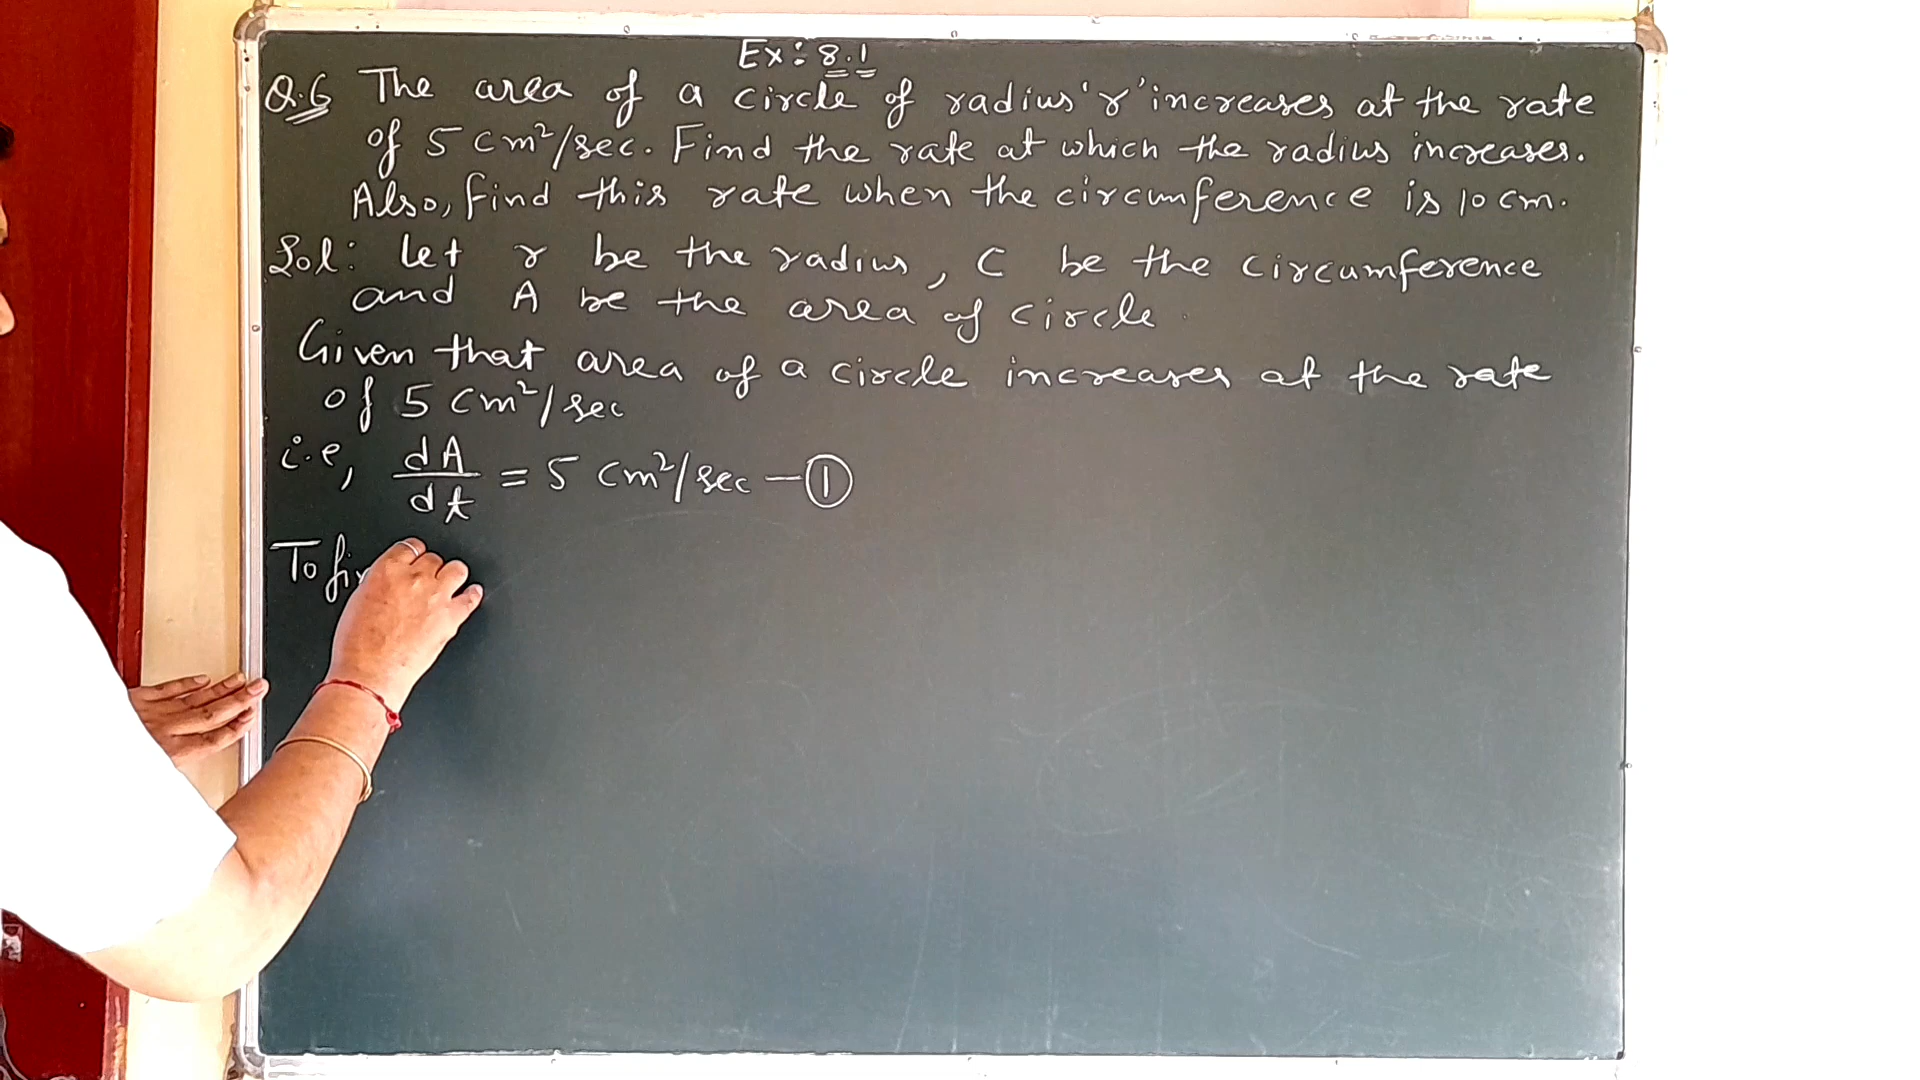 Ex: 8.1
Q.6 The area of a circle of radius 'r' increases at the rate
of 5 cm²/sec. Find the rate at which the radius increases.
Also, find this rate when the circumference is 10 cm.
Sol: Let r be the radius, C be the circumference
and A be the area of circle.
Given that area of a circle increases at the rate
of 5 cm²/sec
i.e, dA/dt = 5 cm²/sec — ①
To fin